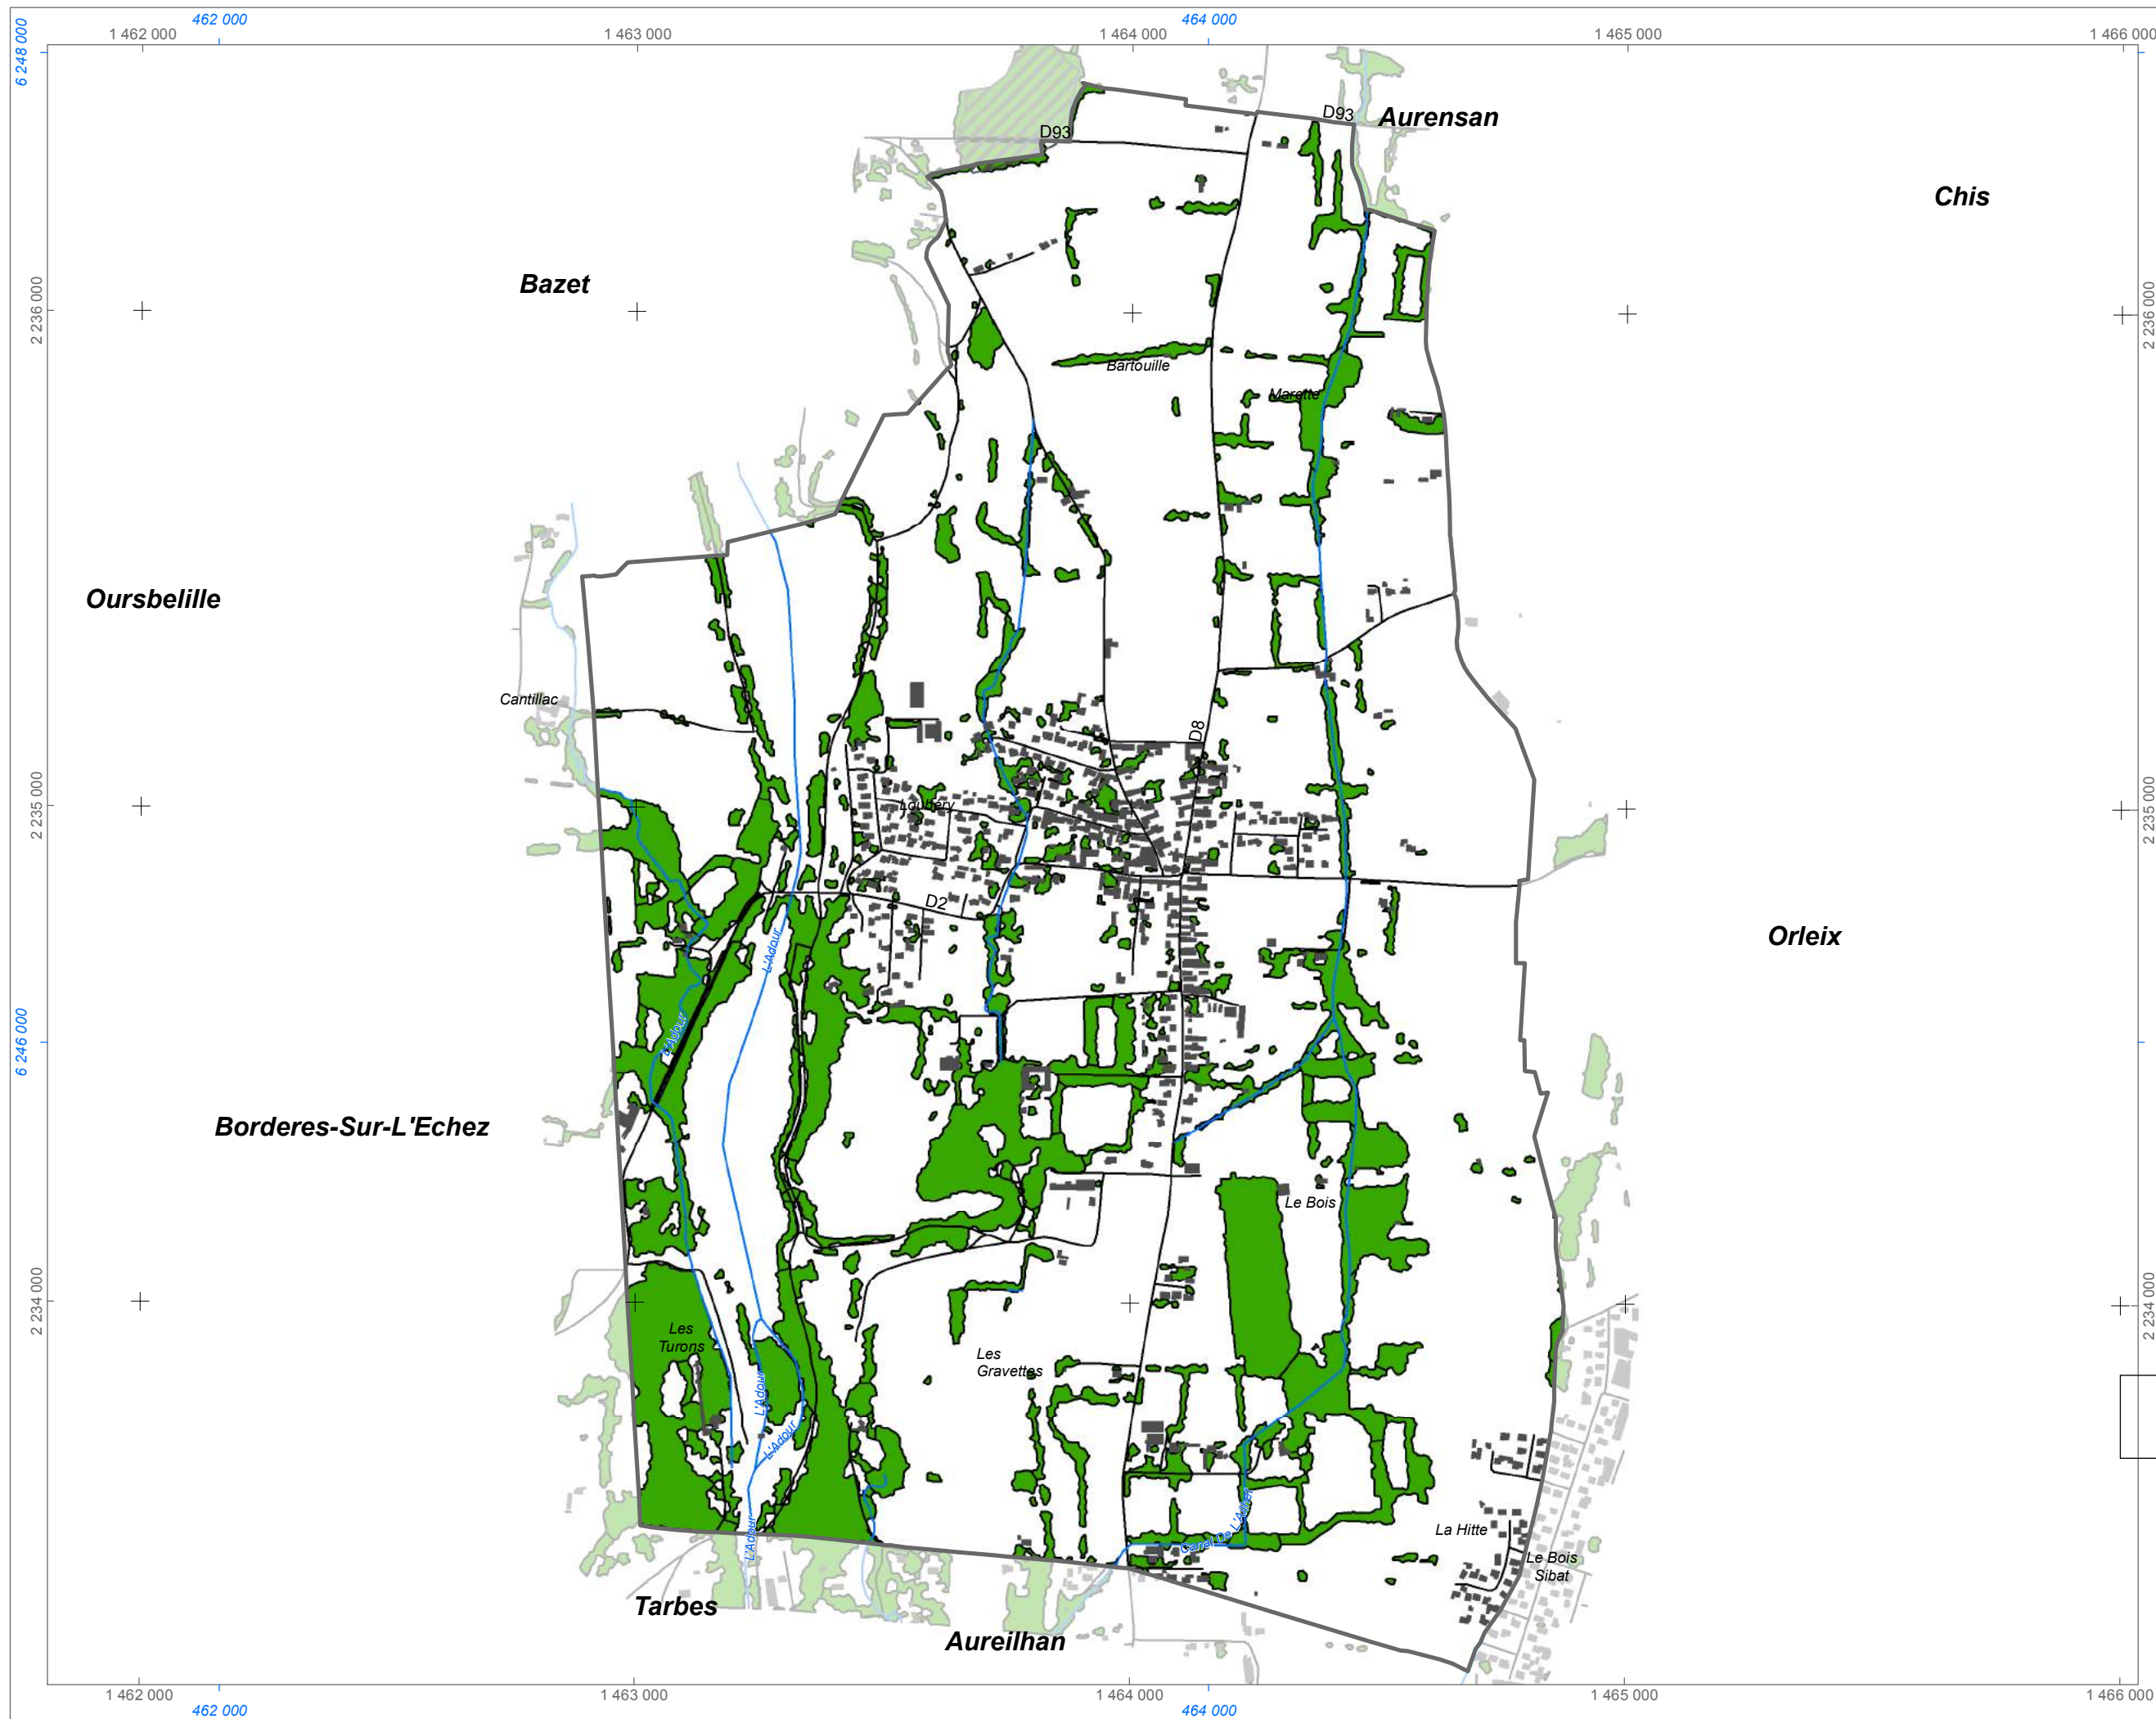 462 000
464 000
1 462 000
1 463 000
1 464 000
1 465 000
1 466 000
6 248 000
D93
Aurensan
D93
Chis
Bazet
2 236 000
2 236 000
Bartouille
Marette
Oursbelille
Cantillac
D8
2 235 000
2 235 000
Loubéry
D2
Orleix
L'Adour
6 246 000
L'Adour
Borderes-Sur-L'Echez
Le Bois
2 234 000
2 234 000
Les
Turons
Les
Gravettes
L'Adour
L'Adour
La Hitte
L'Adour
Canal De L'Ailhet
Le Bois
Sibat
Tarbes
Aureilhan
1 462 000
1 463 000
1 464 000
1 465 000
1 466 000
462 000
464 000